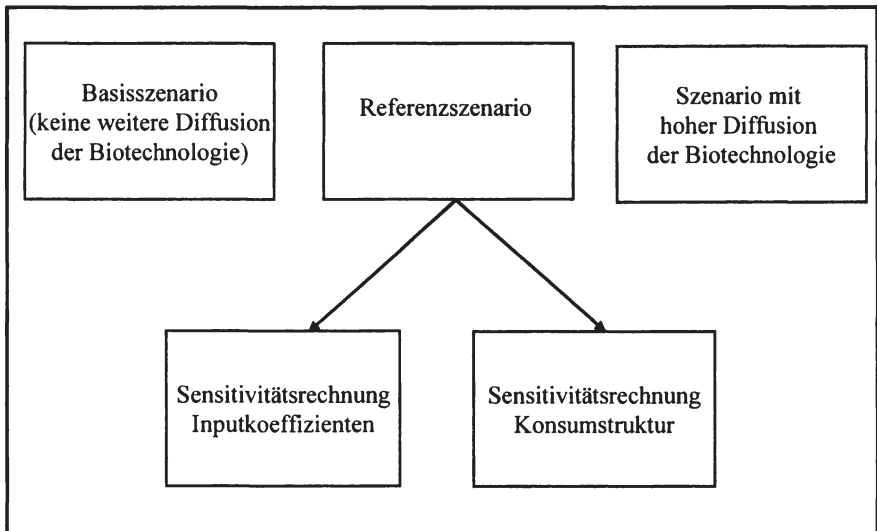 Basisszenario
(keine weitere Diffusion
der Biotechnologie)
Referenzszenario
Szenario mit
hoher Diffusion
der Biotechnologie
Sensitivitätsrechnung
Inputkoeffizienten
Sensitivitätsrechnung
Konsumstruktur